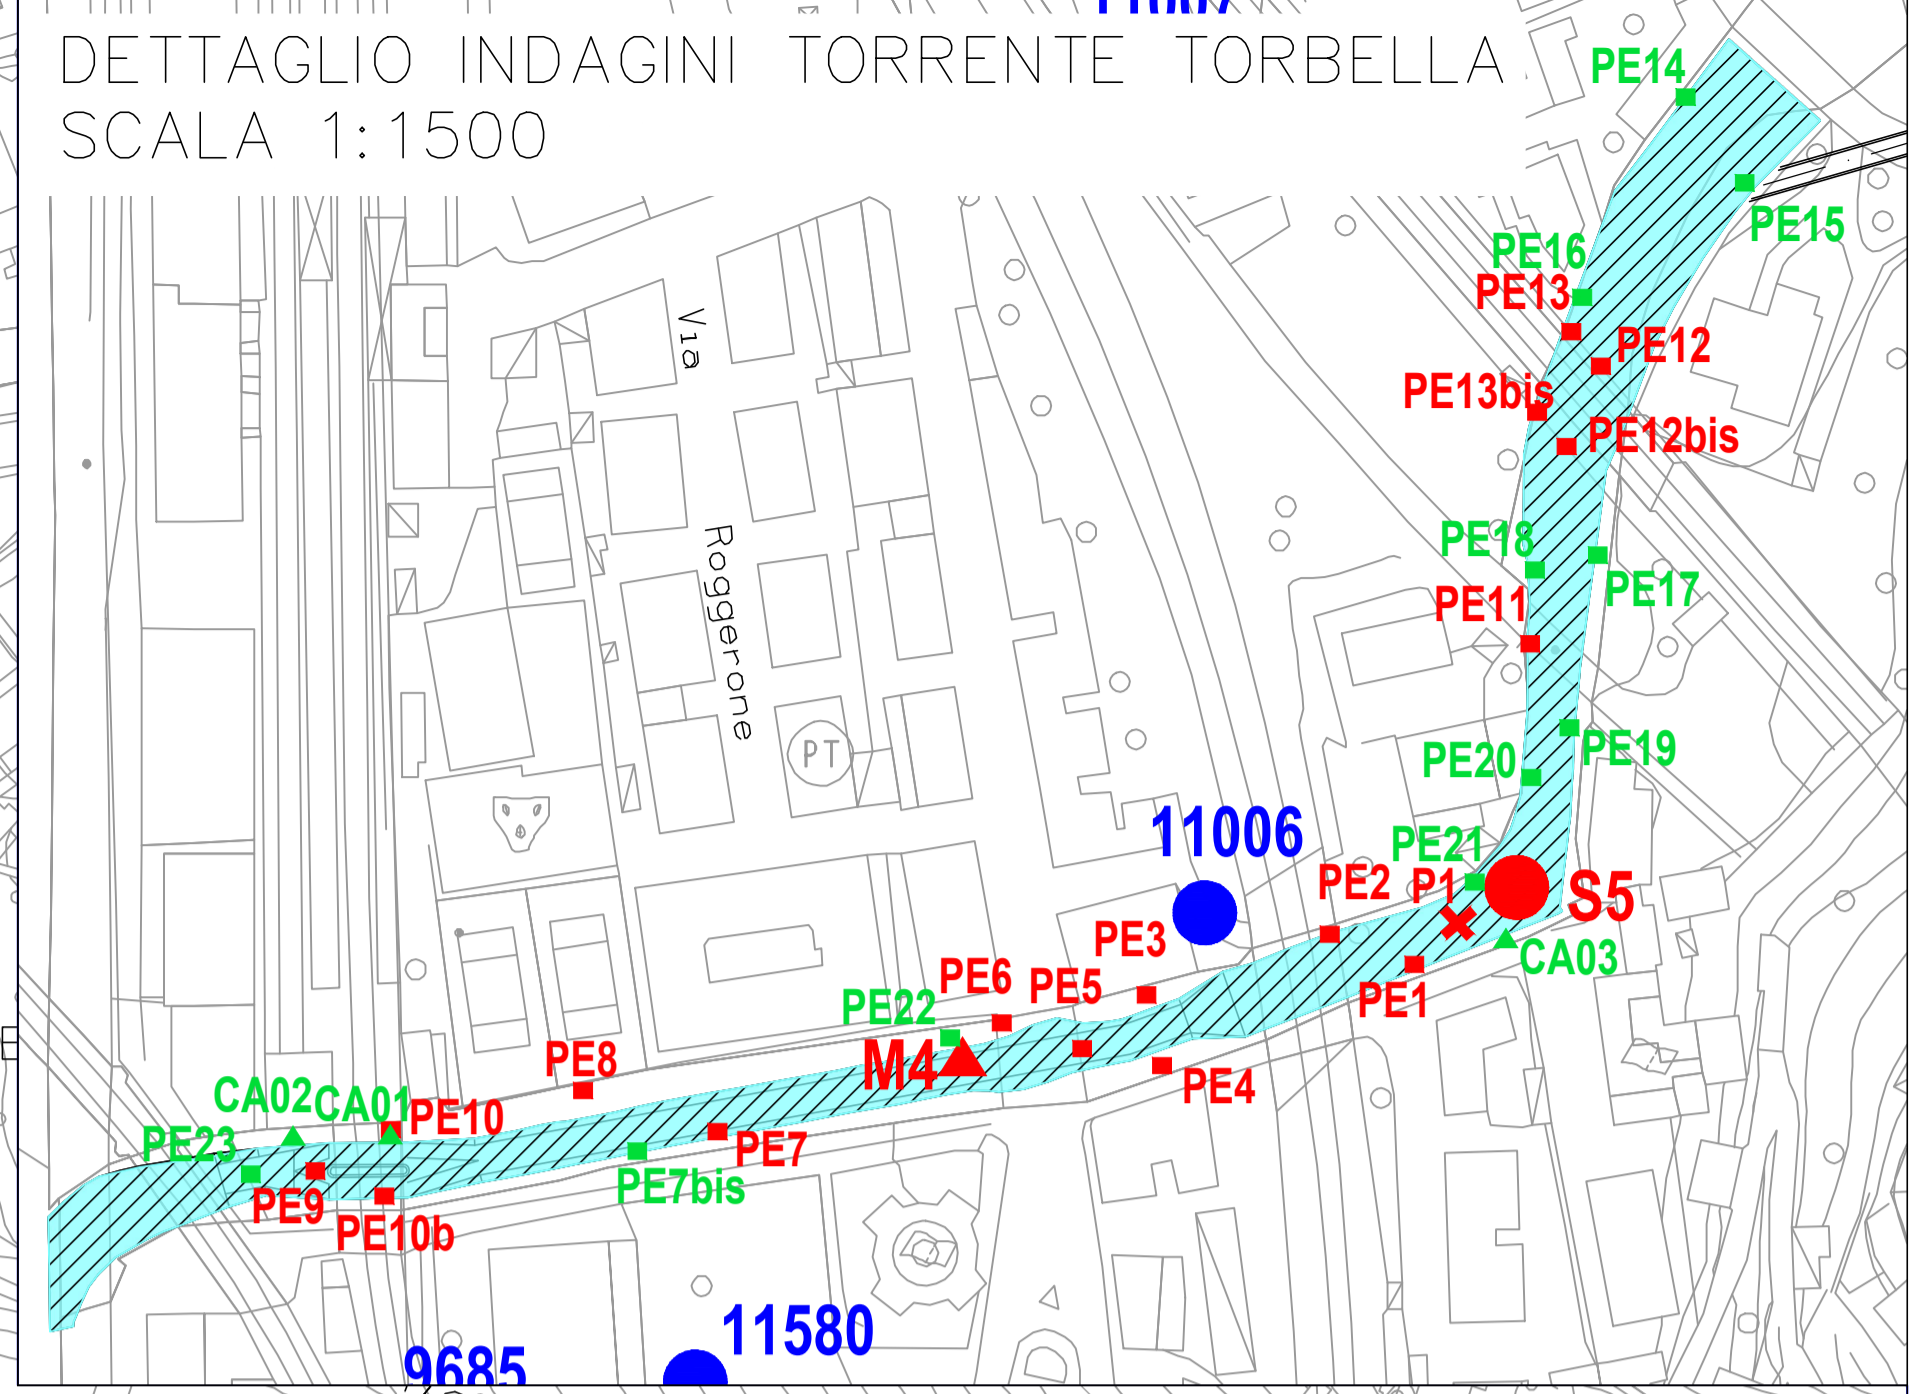 DETTAGLIO INDAGINI TORRENTE TORBELLA
SCALA 1:1500
PE14
PE15
PE16
PE13
PE12
PE13bis
PE12bis
Via
Roggerone
PE18
PE17
PE11
PT
PE19
PE20
11006
PE21
PE2
P1
S5
PE3
CA03
PE6
PE5
PE1
PE22
M4
PE8
PE4
CA02
CA01
PE10
PE23
PE7
PE7bis
PE9
PE10b
11580
9685